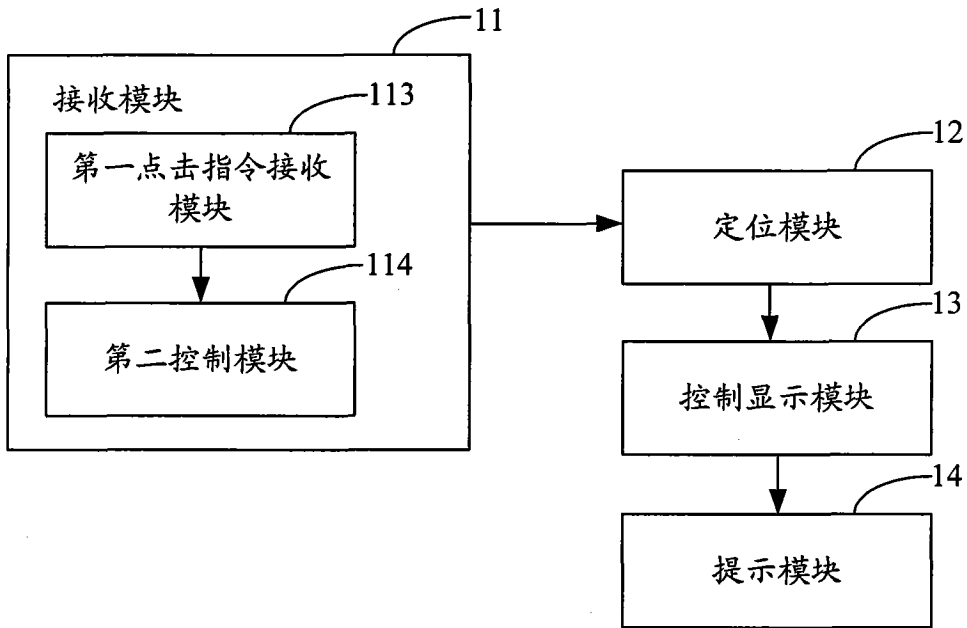 11
接收模块
113
第一点击指令接收
模块
114
第二控制模块
12
定位模块
13
控制显示模块
14
提示模块